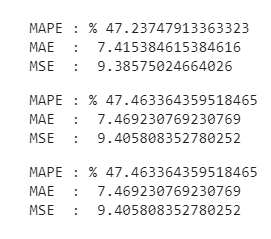 MAPE : % 47.23747913363323
MAE : 7.415384615384616
MSE : 9.38575024664026
MAPE : % 47.463364359518465
MAE : 7.469230769230769
MSE : 9.405808352780252
MAPE : % 47.463364359518465
MAE : 7.469230769230769
MSE : 9.405808352780252